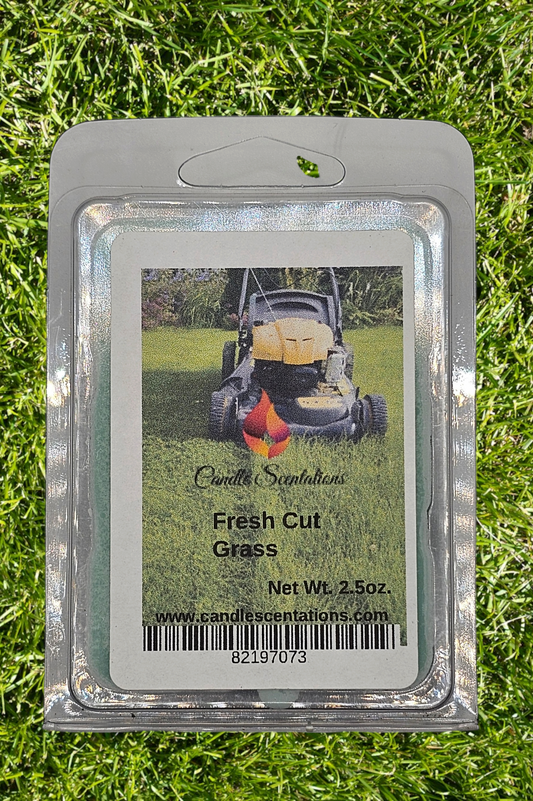 Candle Scentations
Fresh Cut
Grass
Net Wt. 2.5oz.
www.candlescentations.com
82197073